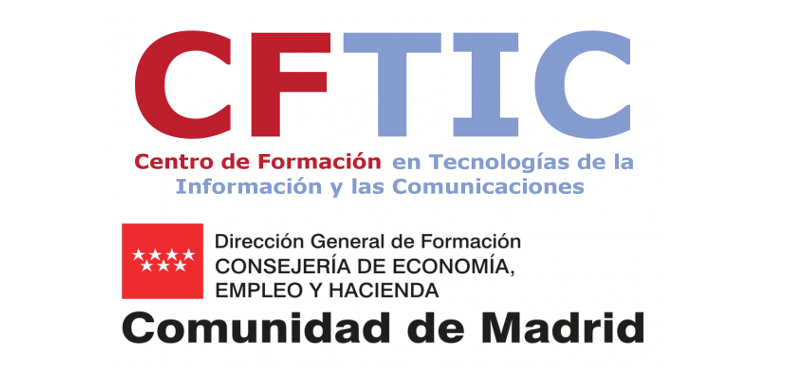 CFTIC
Centro de Formación en Tecnologías de la
Información y las Comunicaciones
Dirección General de Formación
CONSEJERÍA DE ECONOMÍA,
EMPLEO Y HACIENDA
Comunidad de Madrid